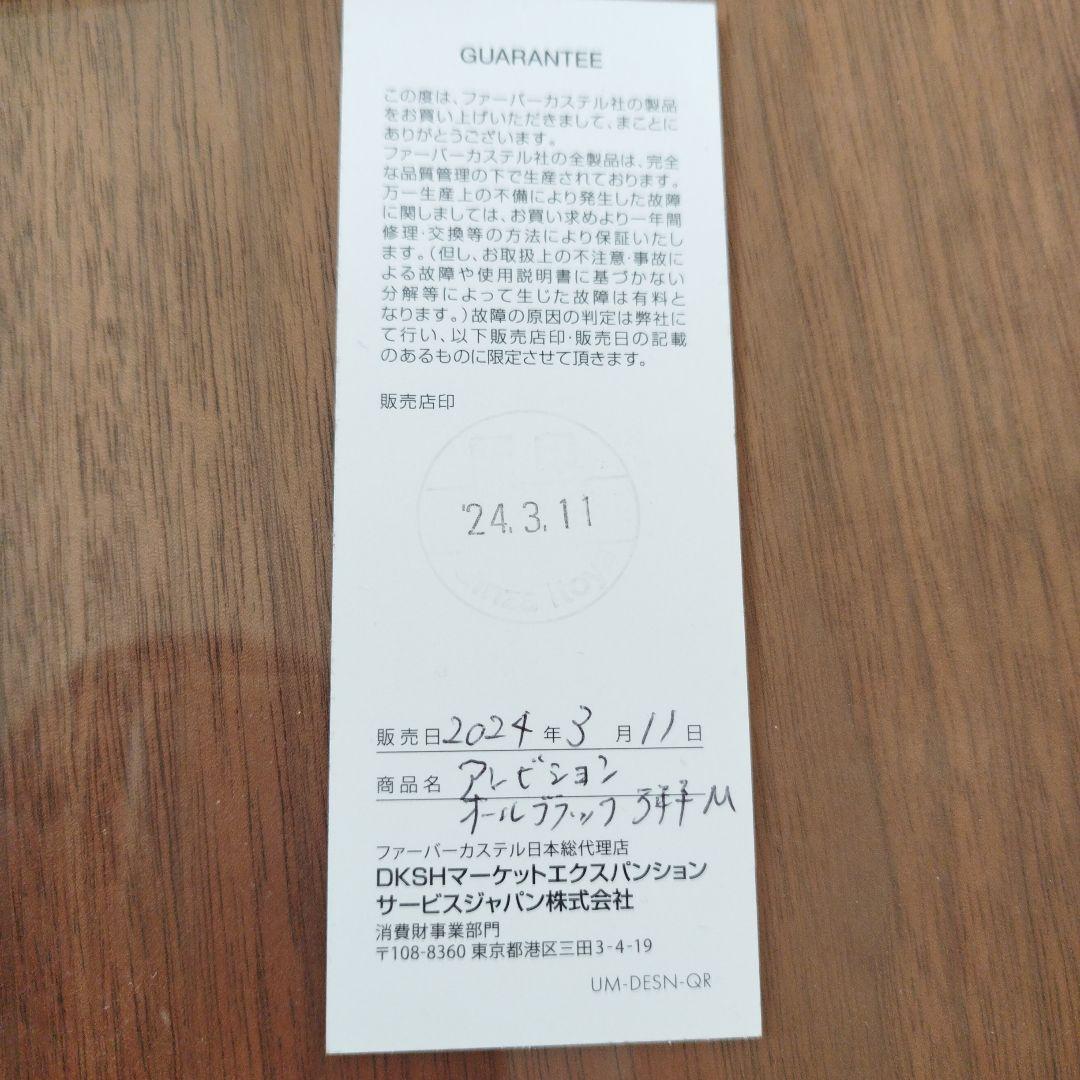 GUARANTEE
この度は、ファーバーカステル社の製品
をお買い上げいただきまして、まことに
ありがとうございます。
ファーバーカステル社の全製品は、完全
な品質管理の下で生産されております。
万一生産上の不備により発生した故障
に関しましては、お買い求めより一年間
修理・交換等の方法により保証いたし
ます。(但し、お取扱上の不注意・事故に
よる故障や使用説明書に基づかない
分解等によって生じた故障は有料と
なります。)故障の原因の判定は弊社に
て行い、以下販売店印・販売日の記載
のあるものに限定させて頂きます。
販売店印
'24.3.11
販売日2024年3月11日
商品名 アンビション
オールブラック M
ファーバーカステル日本総代理店
DKSHマーケットエクスパンション
サービスジャパン株式会社
消費財事業部門
〒108-8360 東京都港区三田3-4-19
UM-DESN-QR